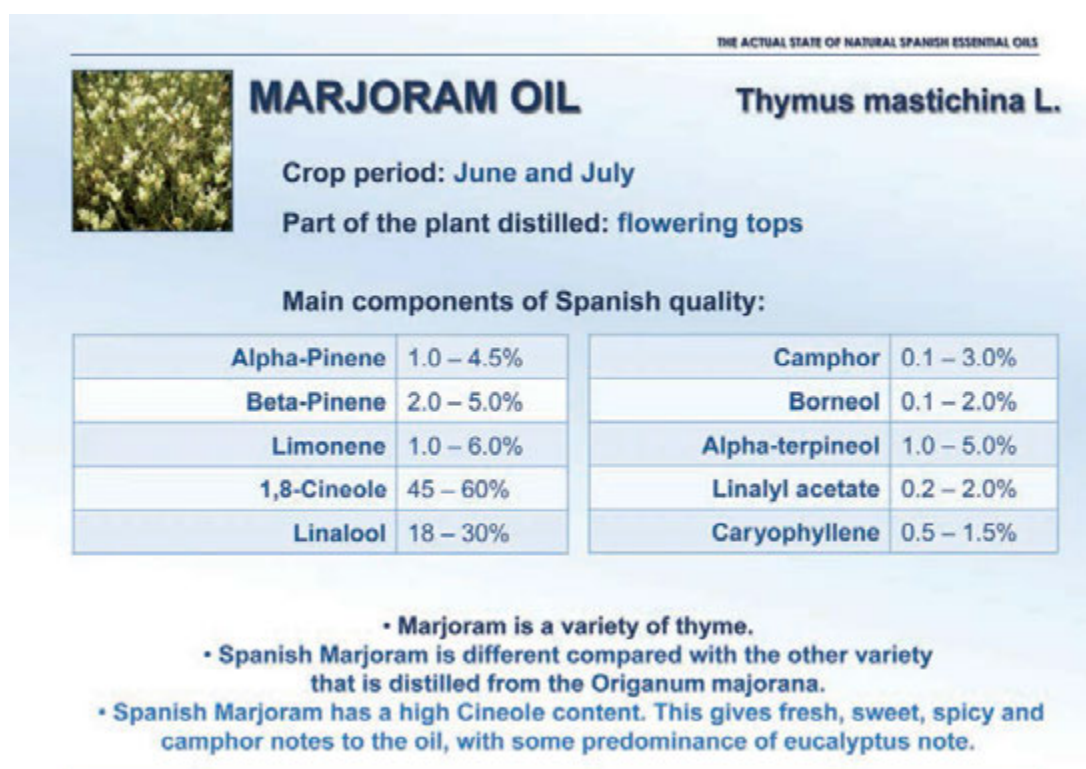 THE ACTUAL STATE OF NATURAL SPANISH ESSENTIAL OILS
MARJORAM OIL
Thymus mastichina L.
Crop period: June and July
Part of the plant distilled: flowering tops
Main components of Spanish quality:
Alpha-Pinene 1.0 – 4.5%
Beta-Pinene 2.0 – 5.0%
Limonene 1.0 – 6.0%
1,8-Cineole 45 – 60%
Linalool 18 – 30%
Camphor 0.1 – 3.0%
Borneol 0.1 – 2.0%
Alpha-terpineol 1.0 – 5.0%
Linalyl acetate 0.2 – 2.0%
Caryophyllene 0.5 – 1.5%
• Marjoram is a variety of thyme.
• Spanish Marjoram is different compared with the other variety
that is distilled from the Origanum majorana.
• Spanish Marjoram has a high Cineole content. This gives fresh, sweet, spicy and
camphor notes to the oil, with some predominance of eucalyptus note.